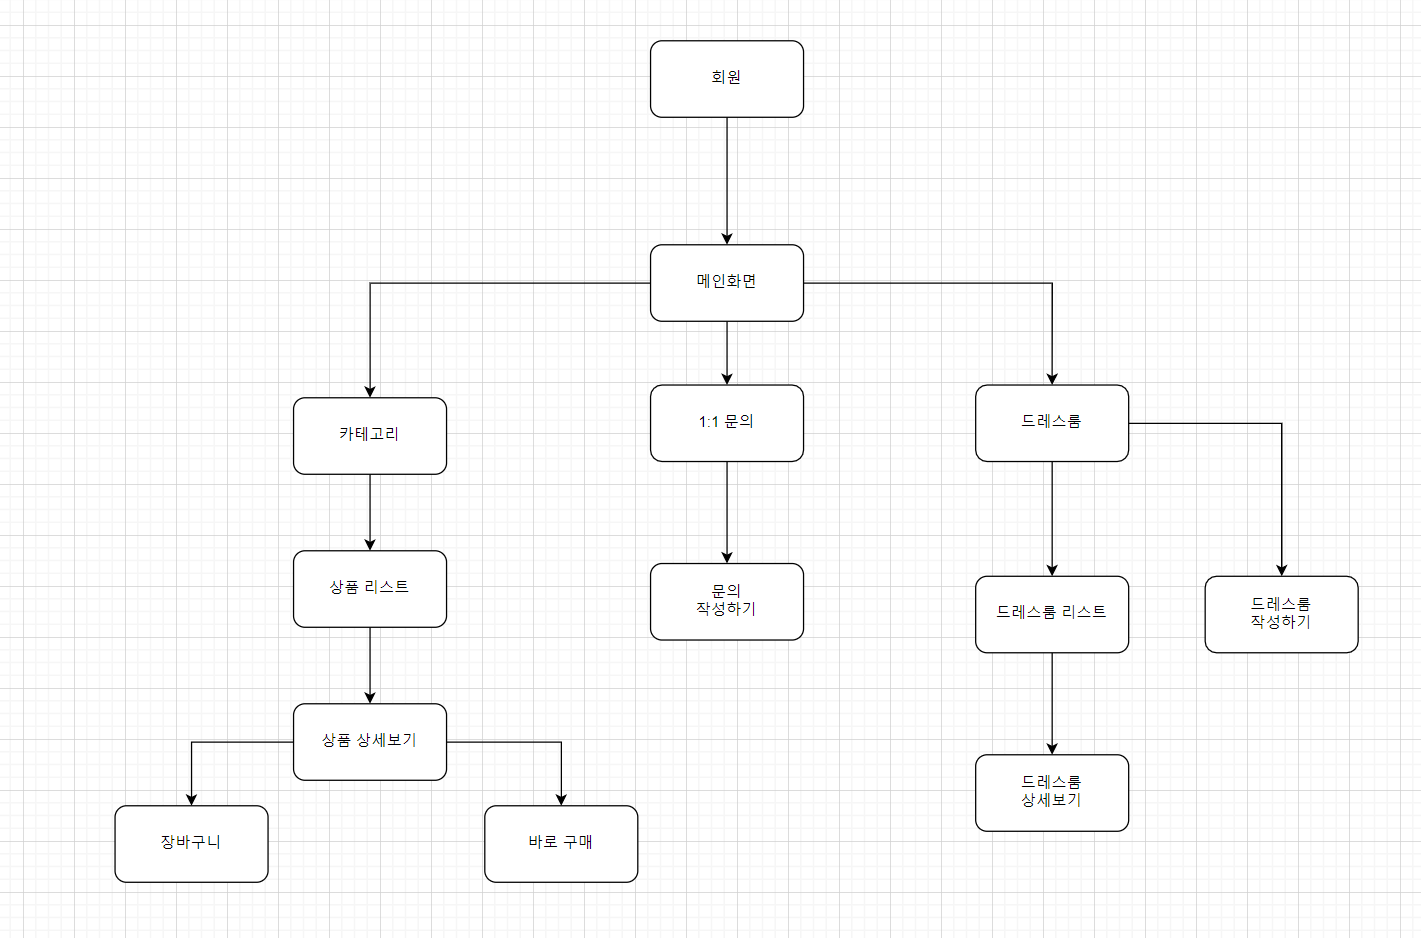 회원
메인화면
카테고리
1:1 문의
드레스룸
상품 리스트
문의
작성하기
드레스룸 리스트
드레스룸
작성하기
상품 상세보기
드레스룸
상세보기
장바구니
바로 구매